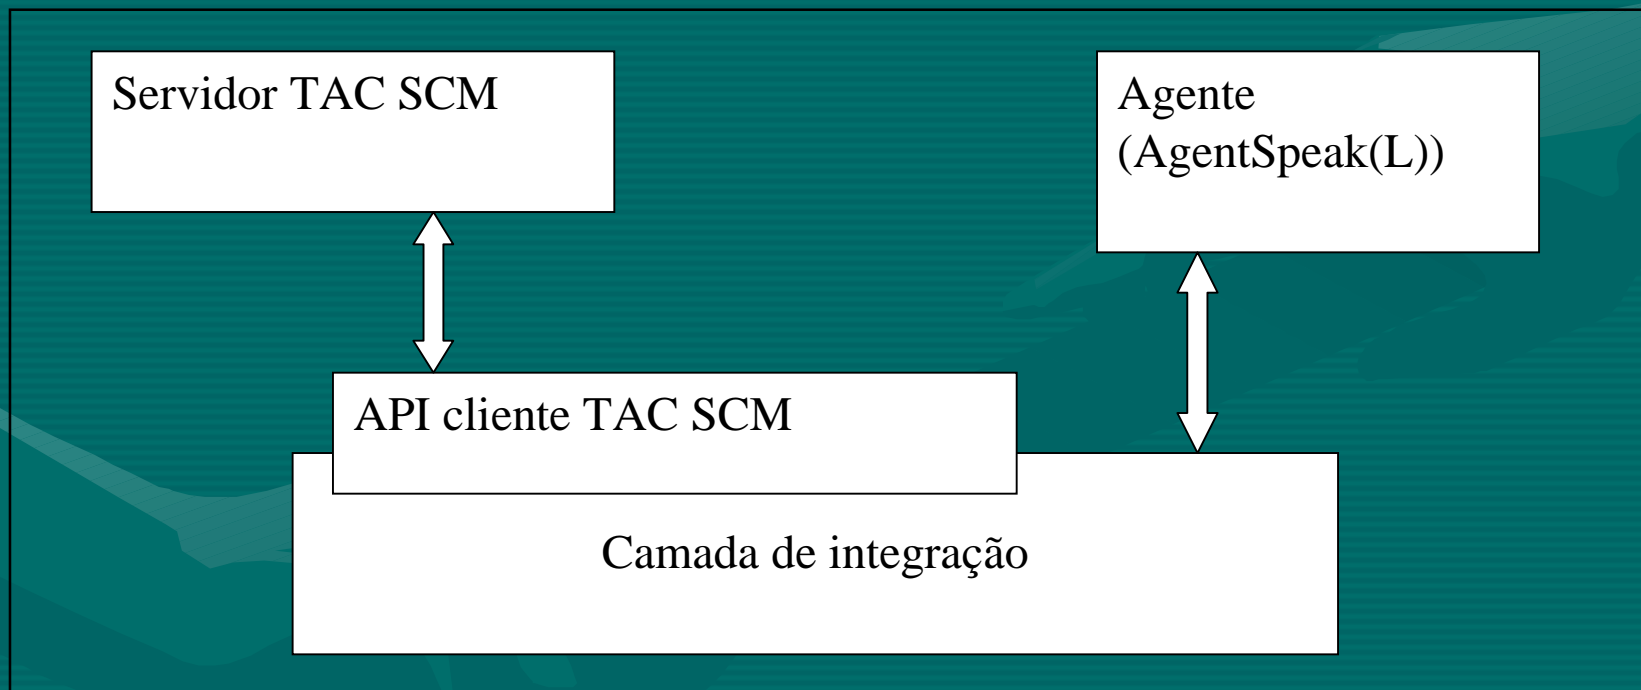 Servidor TAC SCM
Agente
(AgentSpeak(L))
API cliente TAC SCM
Camada de integração